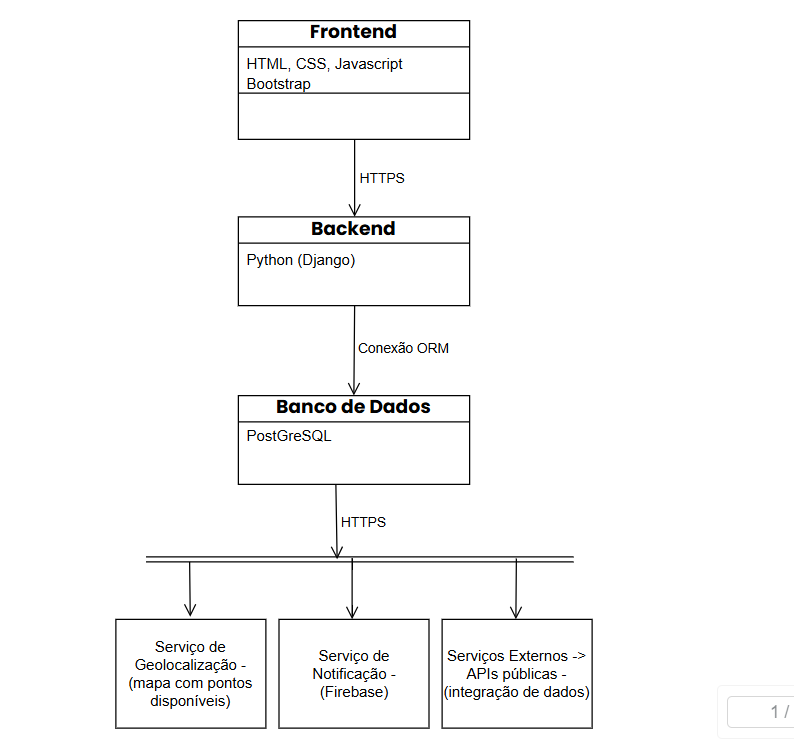 Frontend
HTML, CSS, Javascript
Bootstrap
HTTPS
Backend
Python (Django)
Conexão ORM
Banco de Dados
PostGreSQL
HTTPS
Serviço de
Geolocalização -
(mapa com pontos
disponíveis)
Serviço de
Notificação -
(Firebase)
Serviços Externos ->
APIs públicas -
(integração de dados)
1 /